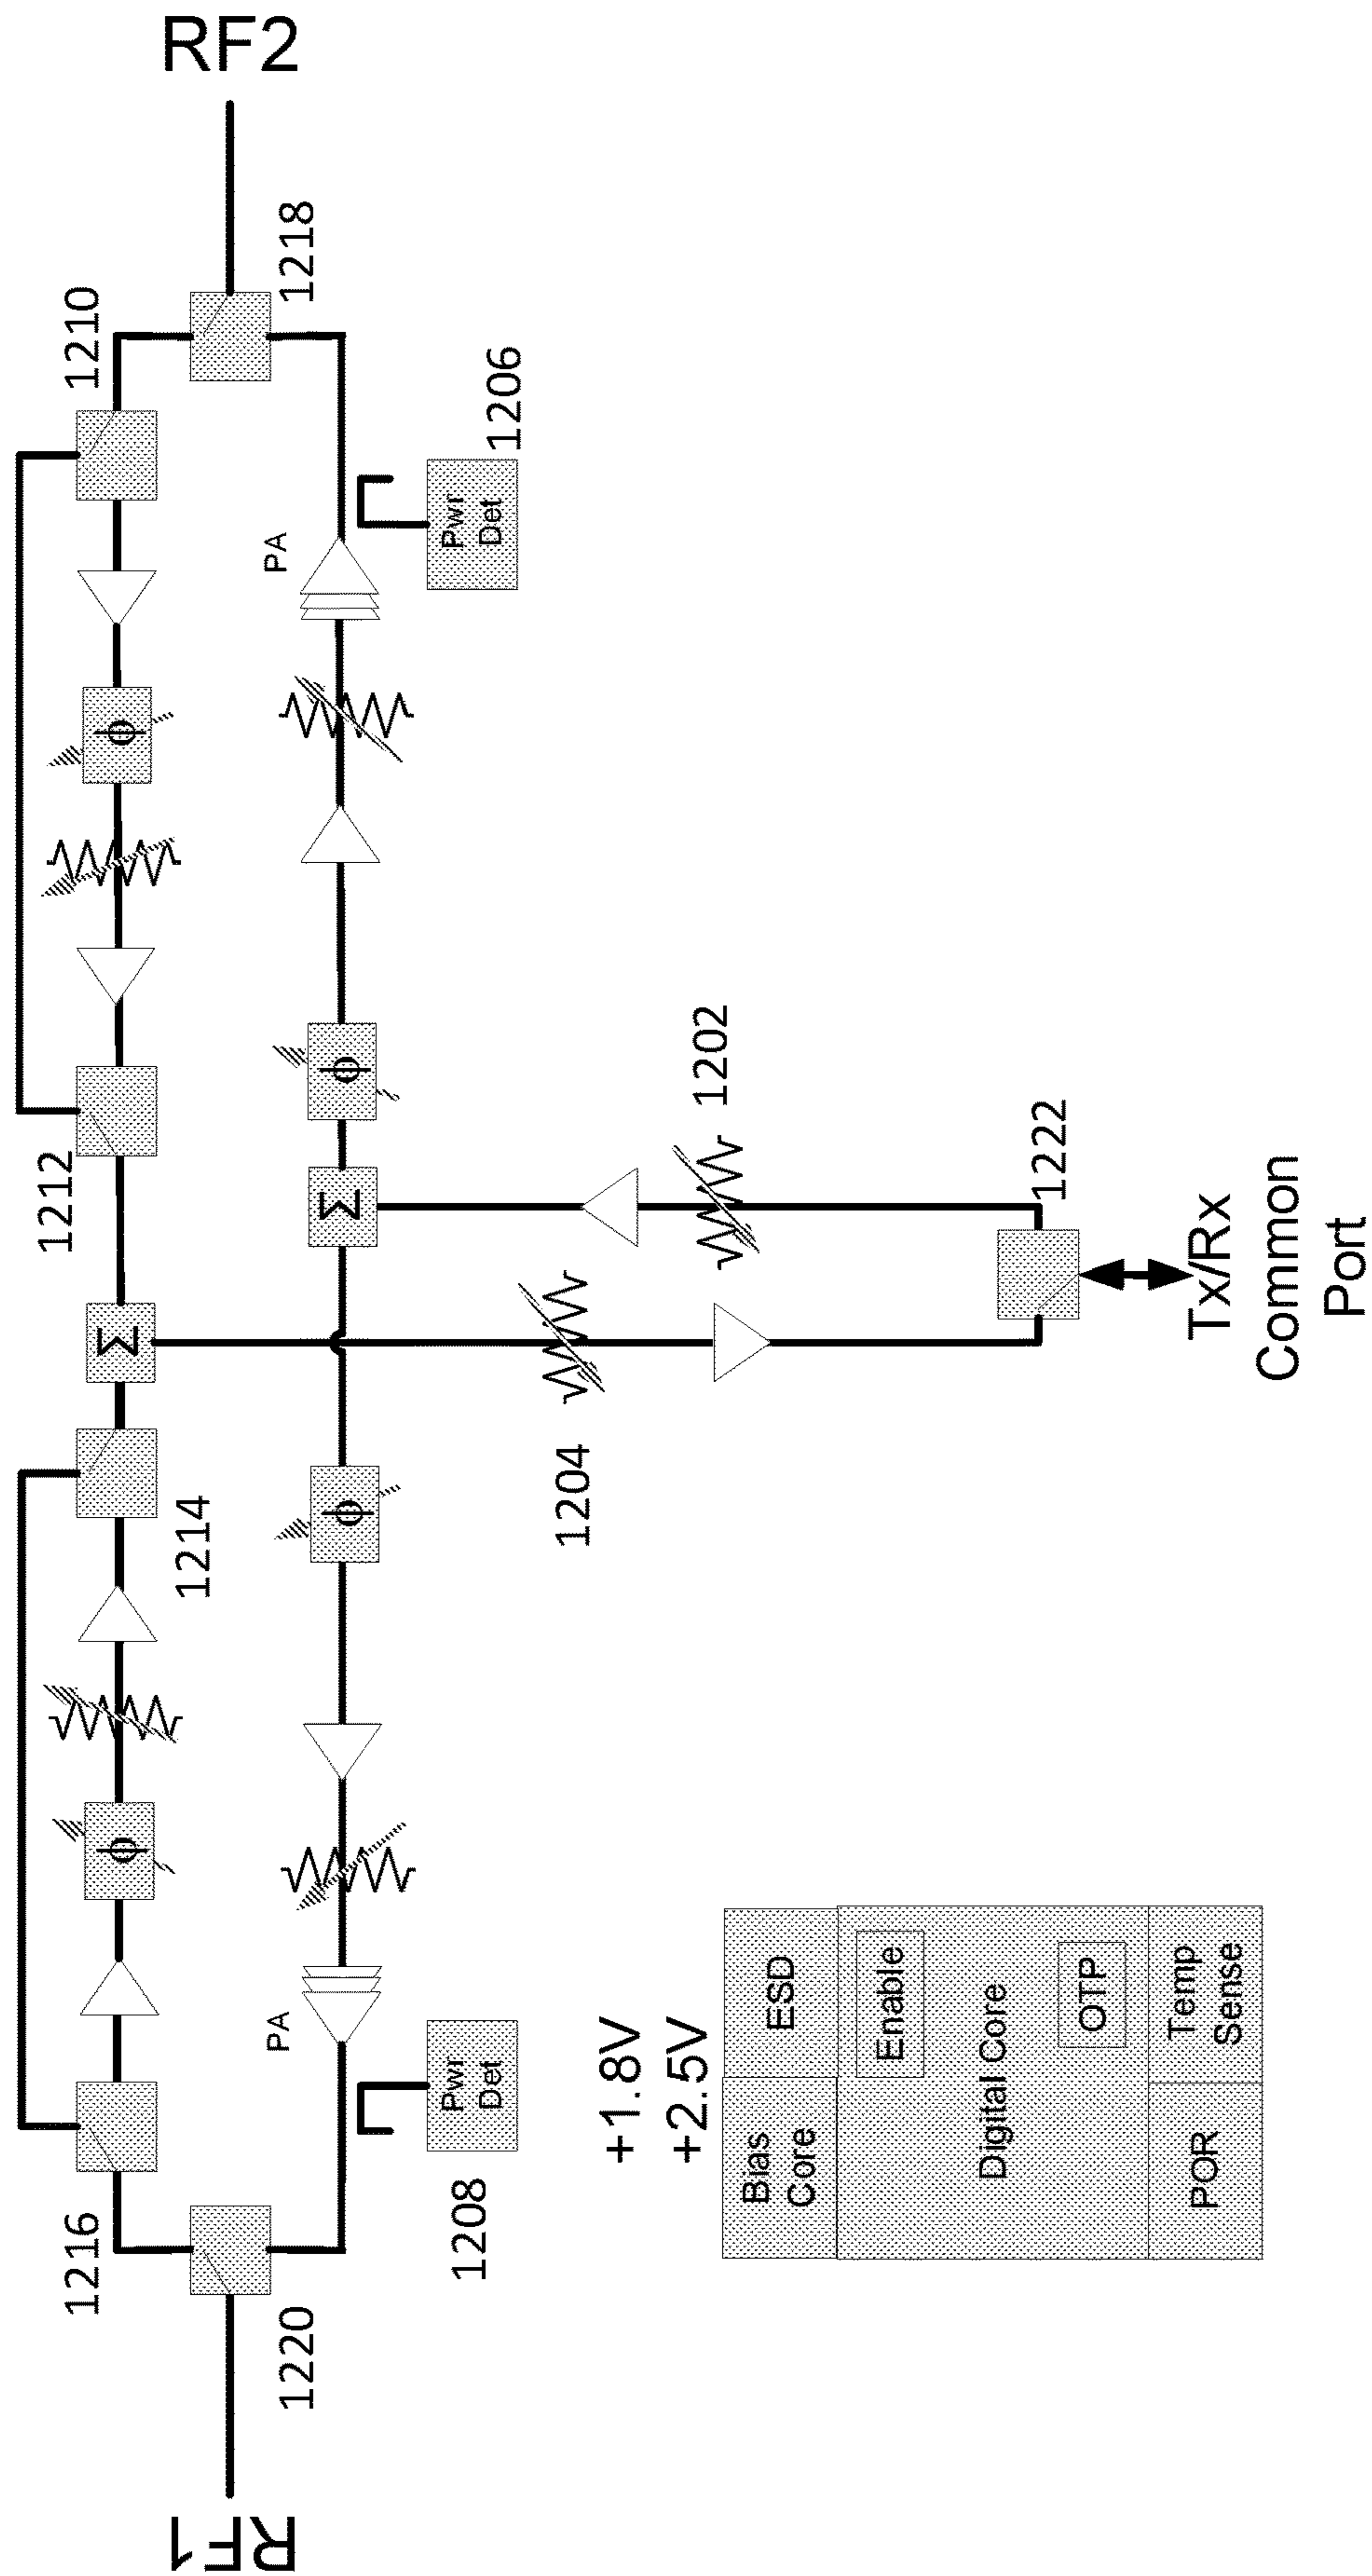 RF2
1218
1210
1206
Pwr
Det
PA
ϕ
ϕ
1202
1212
Σ
1222
Σ
Tx/Rx
Common
Port
1204
1214
ϕ
ϕ
PA
Pwr
Det
1208
1216
1220
RF1
+1.8V
+2.5V
Bias
Core
ESD
Enable
Digital Core
OTP
POR
Temp
Sense